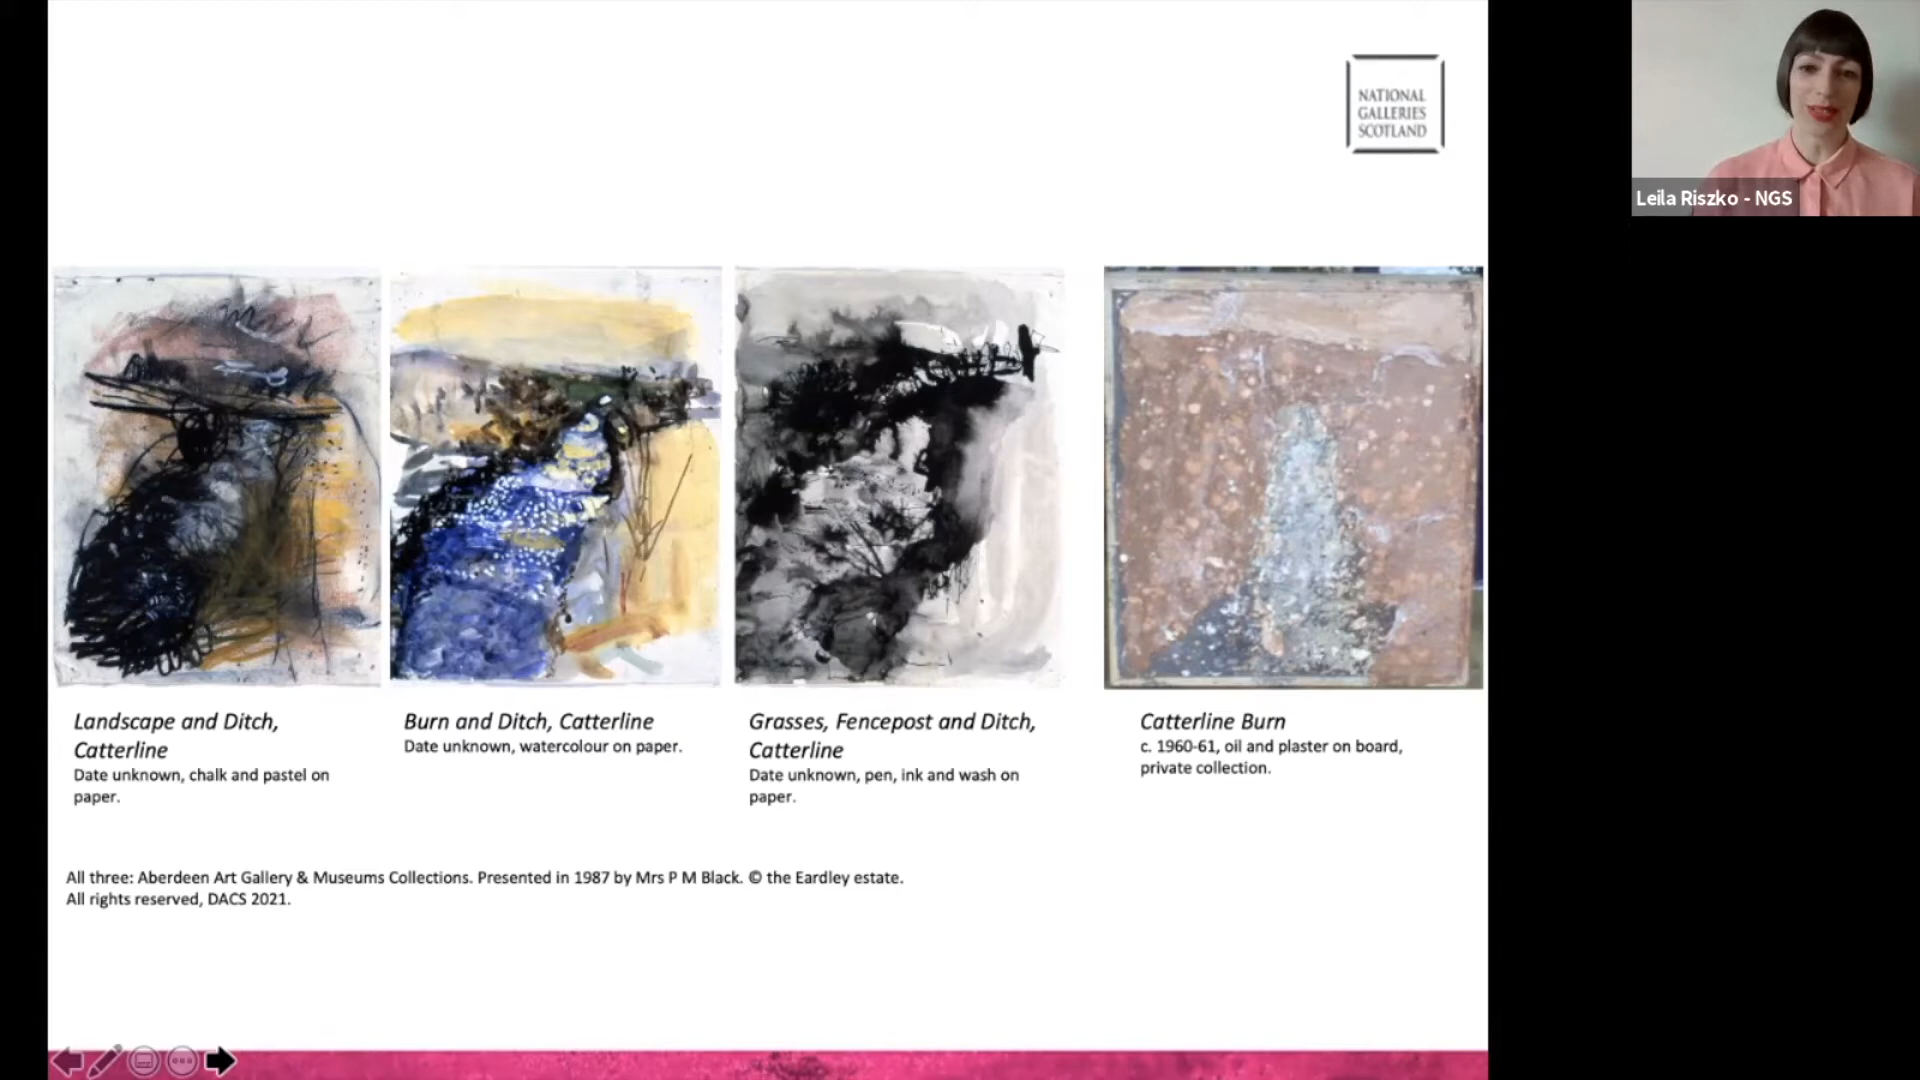 NATIONAL
GALLERIES
SCOTLAND
Leila Riszko - NGS
Landscape and Ditch,
Catterline
Date unknown, chalk and pastel on
paper.
Burn and Ditch, Catterline
Date unknown, watercolour on paper.
Grasses, Fencepost and Ditch,
Catterline
Date unknown, pen, ink and wash on
paper.
Catterline Burn
c. 1960-61, oil and plaster on board,
private collection.
All three: Aberdeen Art Gallery & Museums Collections. Presented in 1987 by Mrs P M Black. © the Eardley estate.
All rights reserved, DACS 2021.